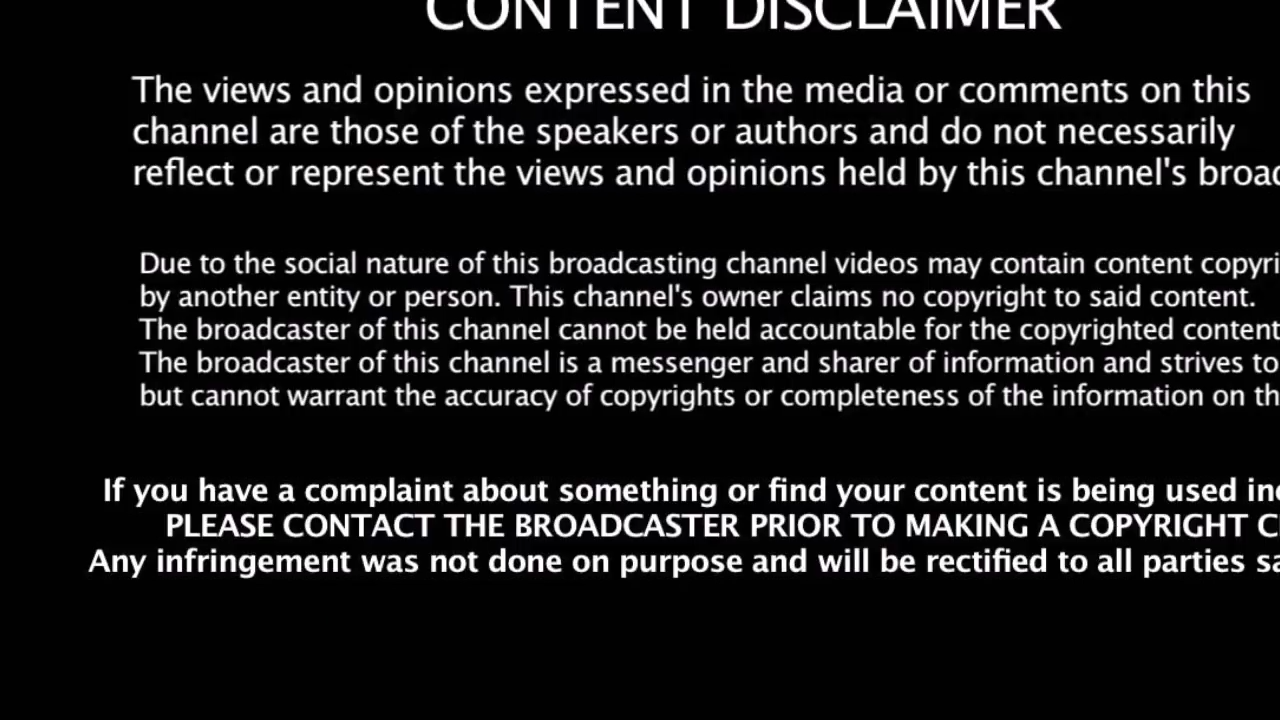 CONTENT DISCLAIMER
The views and opinions expressed in the media or comments on this
channel are those of the speakers or authors and do not necessarily
reflect or represent the views and opinions held by this channel's broad
Due to the social nature of this broadcasting channel videos may contain content copyri
by another entity or person. This channel's owner claims no copyright to said content.
The broadcaster of this channel cannot be held accountable for the copyrighted content
The broadcaster of this channel is a messenger and sharer of information and strives to
but cannot warrant the accuracy of copyrights or completeness of the information on th
If you have a complaint about something or find your content is being used inc
PLEASE CONTACT THE BROADCASTER PRIOR TO MAKING A COPYRIGHT C
Any infringement was not done on purpose and will be rectified to all parties sa